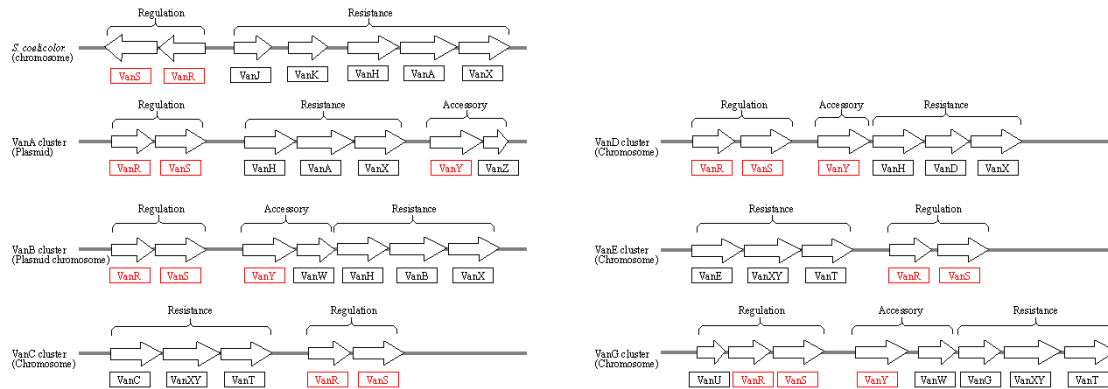 Regulation Resistance
S. coelicolor.
(chromosome)
VanS VanR VanJ VanK VanH VanA VanX
Regulation Resistance Accessory
VanA cluster
(Plasmid)
VanR VanS VanH VanA VanX VanY VanZ
Regulation Accessory Resistance
VanB cluster
(Plasmid chromosome)
VanR VanS VanY VanW VanH VanB VanX
Resistance Regulation
VanC cluster
(Chromosome)
VanC VanXY VanT VanR VanS
Regulation Accessory Resistance
VanD cluster
(Chromosome)
VanR VanS VanY VanH VanD VanX
Resistance Regulation
VanE cluster
(Chromosome)
VanE VanXY VanT VanR VanS
Regulation Accessory Resistance
VanG cluster
(Chromosome)
VanU VanR VanS VanY VanW VanG VanXY VanT